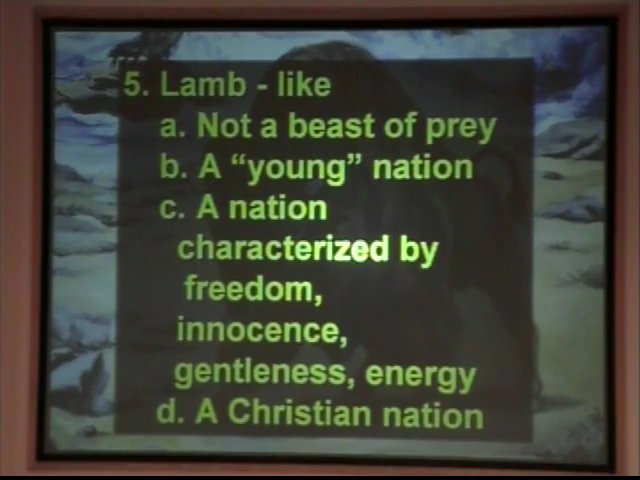 5. Lamb - like
a. Not a beast of prey
b. A “young” nation
c. A nation
characterized by
freedom,
innocence,
gentleness, energy
d. A Christian nation